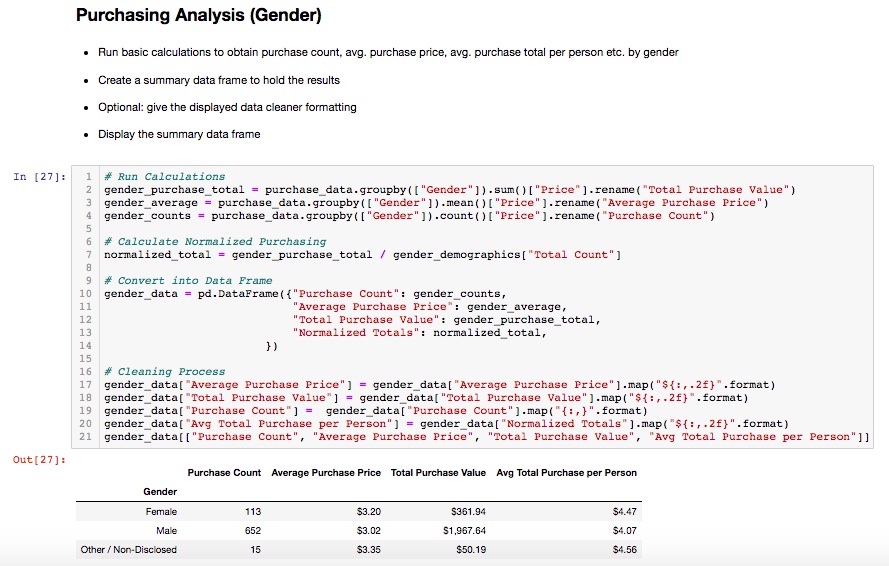 Purchasing Analysis (Gender)
• Run basic calculations to obtain purchase count, avg. purchase price, avg. purchase total per person etc. by gender
• Create a summary data frame to hold the results
• Optional: give the displayed data cleaner formatting
• Display the summary data frame
In [27]:
1 # Run Calculations
2 gender_purchase_total = purchase_data.groupby(["Gender"]).sum()["Price"].rename("Total Purchase Value")
3 gender_average = purchase_data.groupby(["Gender"]).mean()["Price"].rename("Average Purchase Price")
4 gender_counts = purchase_data.groupby(["Gender"]).count()["Price"].rename("Purchase Count")
5
6 # Calculate Normalized Purchasing
7 normalized_total = gender_purchase_total / gender_demographics["Total Count"]
8
9 # Convert into Data Frame
10 gender_data = pd.DataFrame({"Purchase Count": gender_counts,
11 "Average Purchase Price": gender_average,
12 "Total Purchase Value": gender_purchase_total,
13 "Normalized Totals": normalized_total,
14 })
15
16 # Cleaning Process
17 gender_data["Average Purchase Price"] = gender_data["Average Purchase Price"].map("${:,.2f}".format)
18 gender_data["Total Purchase Value"] = gender_data["Total Purchase Value"].map("${:,.2f}".format)
19 gender_data["Purchase Count"] =  gender_data["Purchase Count"].map("{:,}".format)
20 gender_data["Avg Total Purchase per Person"] = gender_data["Normalized Totals"].map("${:,.2f}".format)
21 gender_data[["Purchase Count", "Average Purchase Price", "Total Purchase Value", "Avg Total Purchase per Person"]]
Out[27]:
Purchase Count Average Purchase Price Total Purchase Value Avg Total Purchase per Person
Gender
Female 113 $3.20 $361.94 $4.47
Male 652 $3.02 $1,967.64 $4.07
Other / Non-Disclosed 15 $3.35 $50.19 $4.56